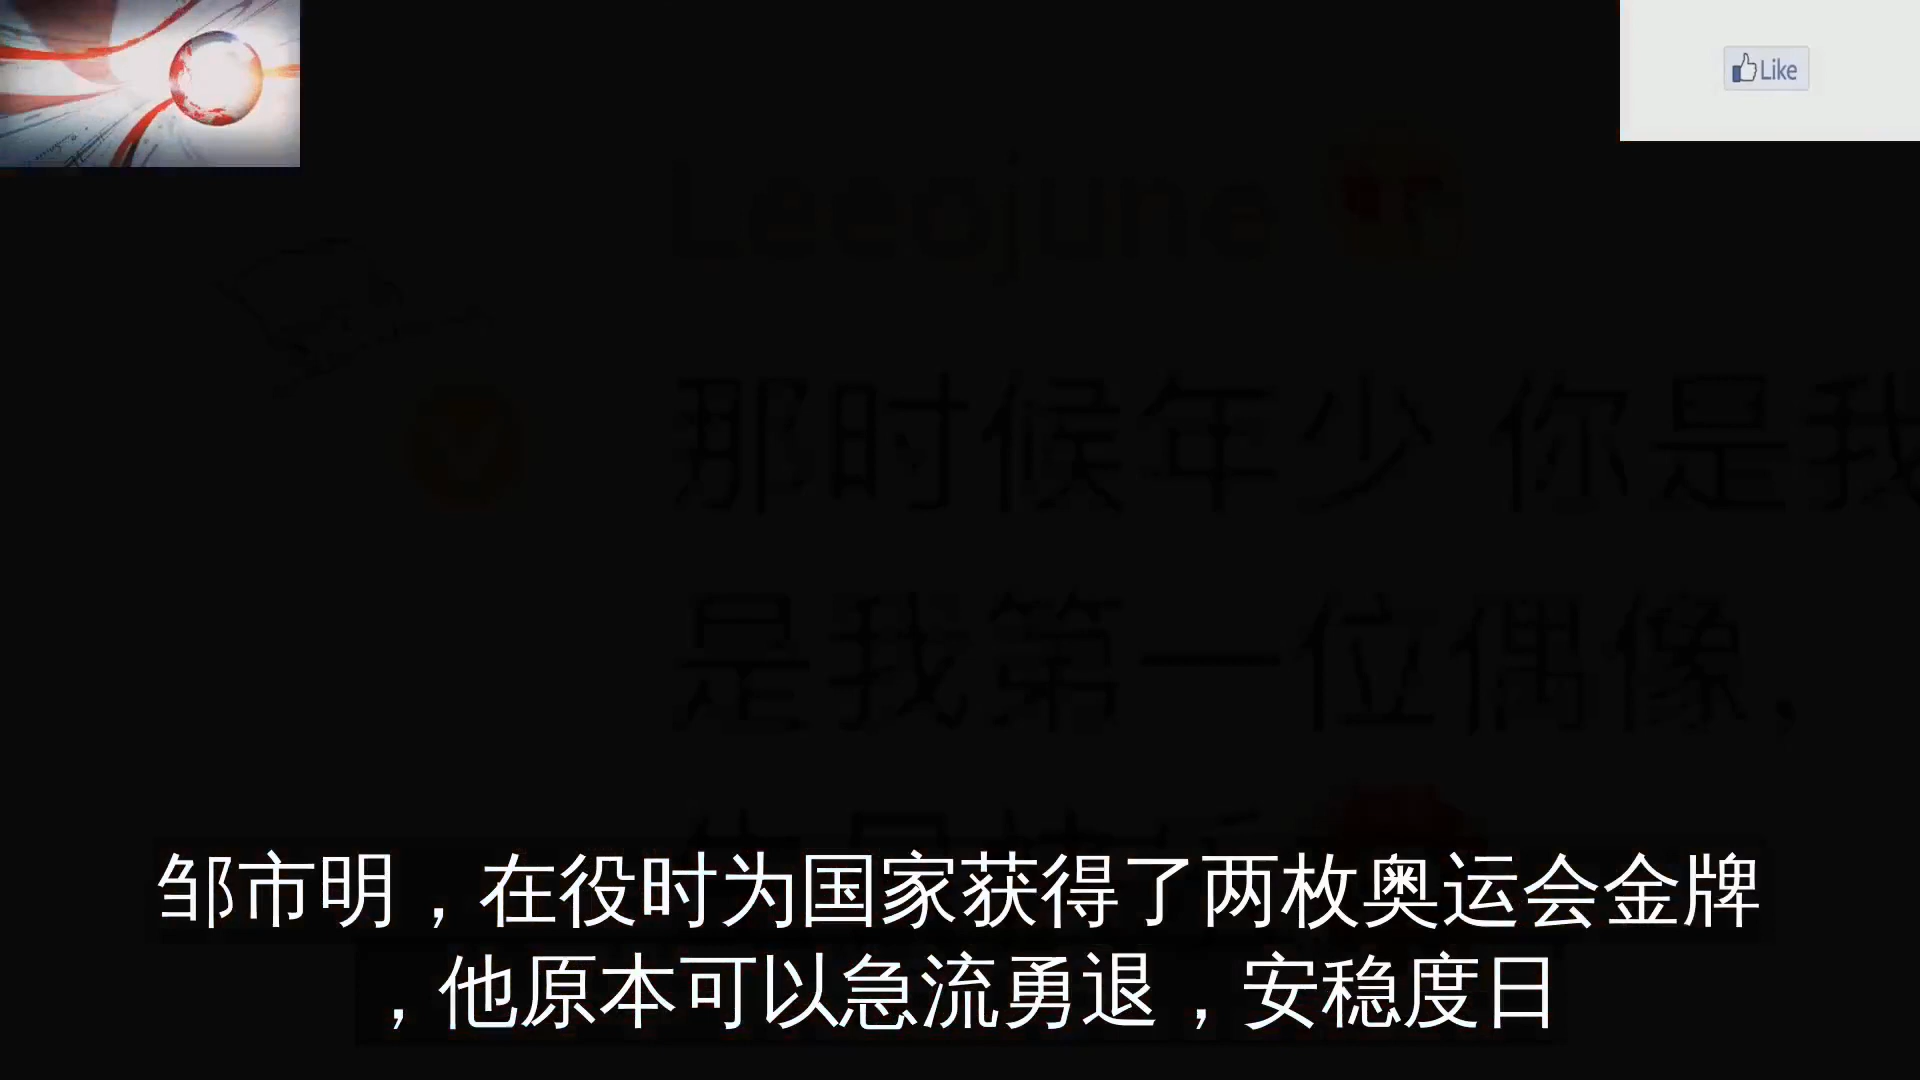 Like
Leeojune
那时候年少 你是我
是我第一位偶像,
邹市明，在役时为国家获得了两枚奥运会金牌
，他原本可以急流勇退，安稳度日